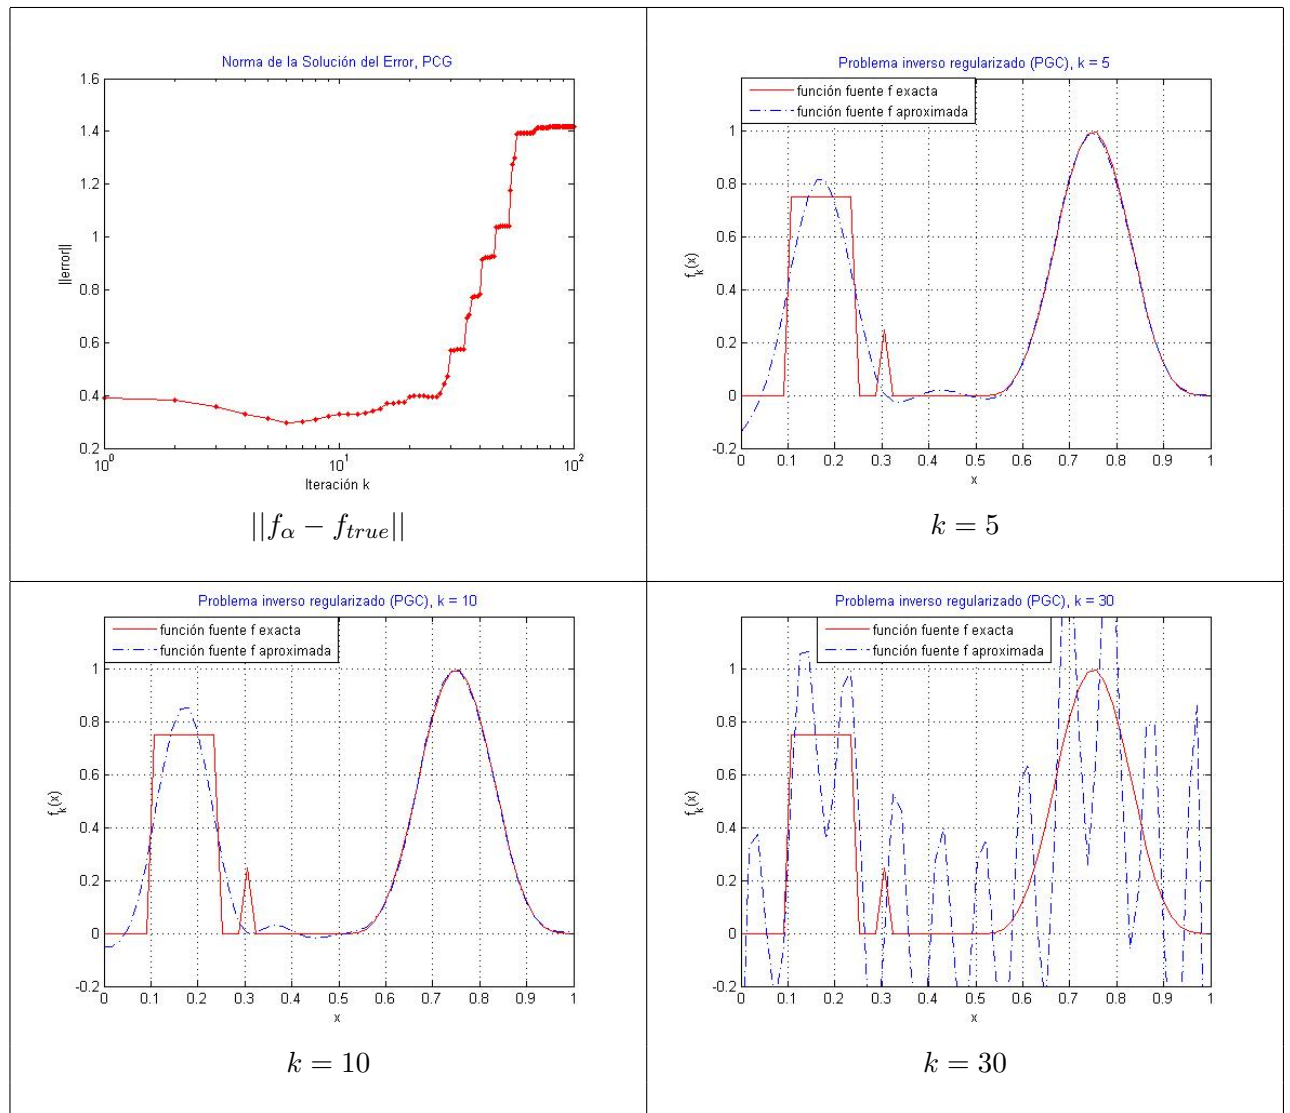 Norma de la Solución del Error, PCG
1.6
1.4
1.2
1
0.8
0.6
0.4
0.2
||error||
10^0
10^1
10^2
Iteración k
||f_α − f_true||
Problema inverso regularizado (PGC), k = 5
función fuente f exacta
función fuente f aproximada
1
0.8
0.6
0.4
0.2
0
-0.2
f_k(x)
0 0.1 0.2 0.3 0.4 0.5 0.6 0.7 0.8 0.9 1
x
k = 5
Problema inverso regularizado (PGC), k = 10
función fuente f exacta
función fuente f aproximada
1
0.8
0.6
0.4
0.2
0
-0.2
f_k(x)
0 0.1 0.2 0.3 0.4 0.5 0.6 0.7 0.8 0.9 1
x
k = 10
Problema inverso regularizado (PGC), k = 30
función fuente f exacta
función fuente f aproximada
1
0.8
0.6
0.4
0.2
0
-0.2
f_k(x)
0 0.1 0.2 0.3 0.4 0.5 0.6 0.7 0.8 0.9 1
x
k = 30